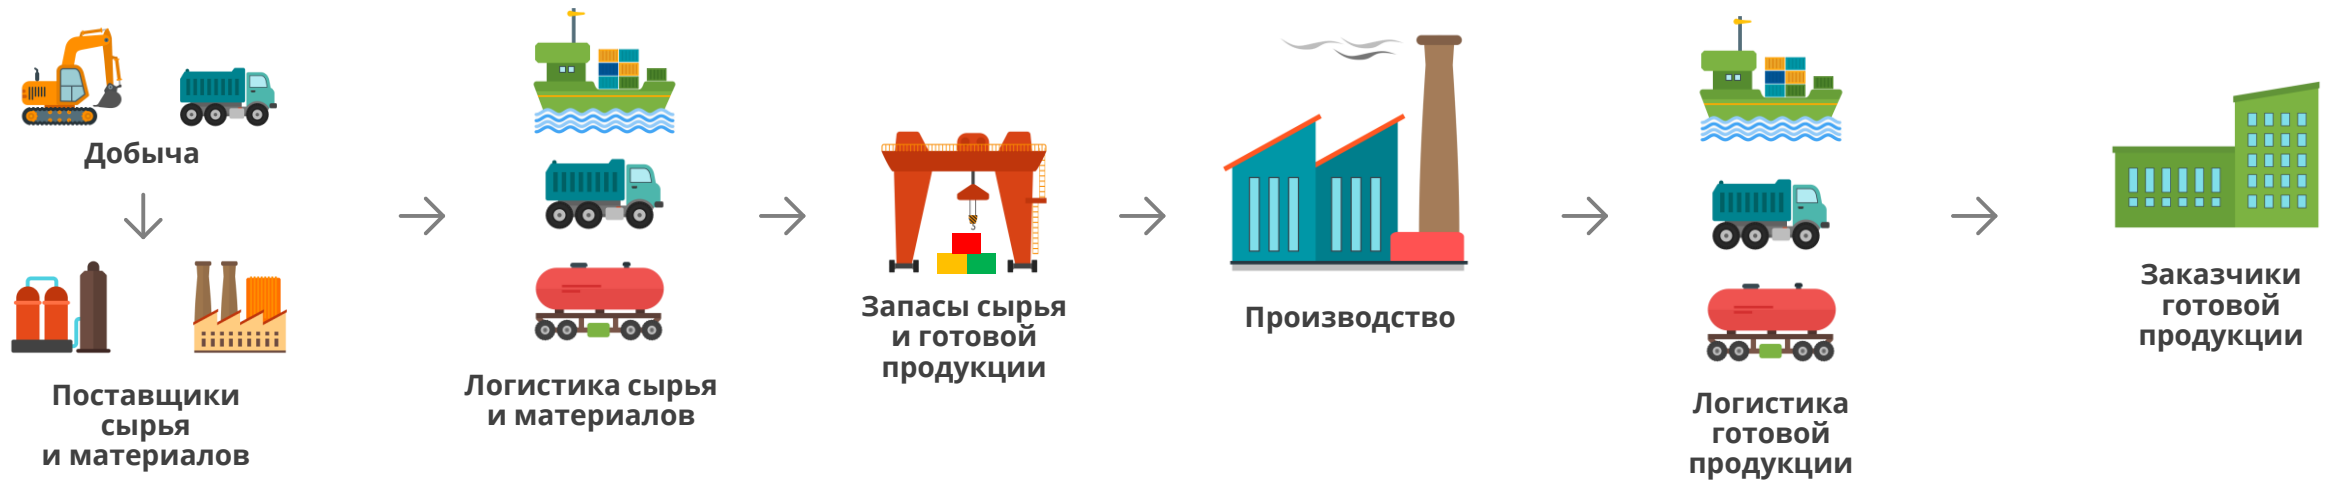 Добыча
Поставщики
сырья
и материалов
Логистика сырья
и материалов
Запасы сырья
и готовой
продукции
Производство
Логистика
готовой
продукции
Заказчики
готовой
продукции